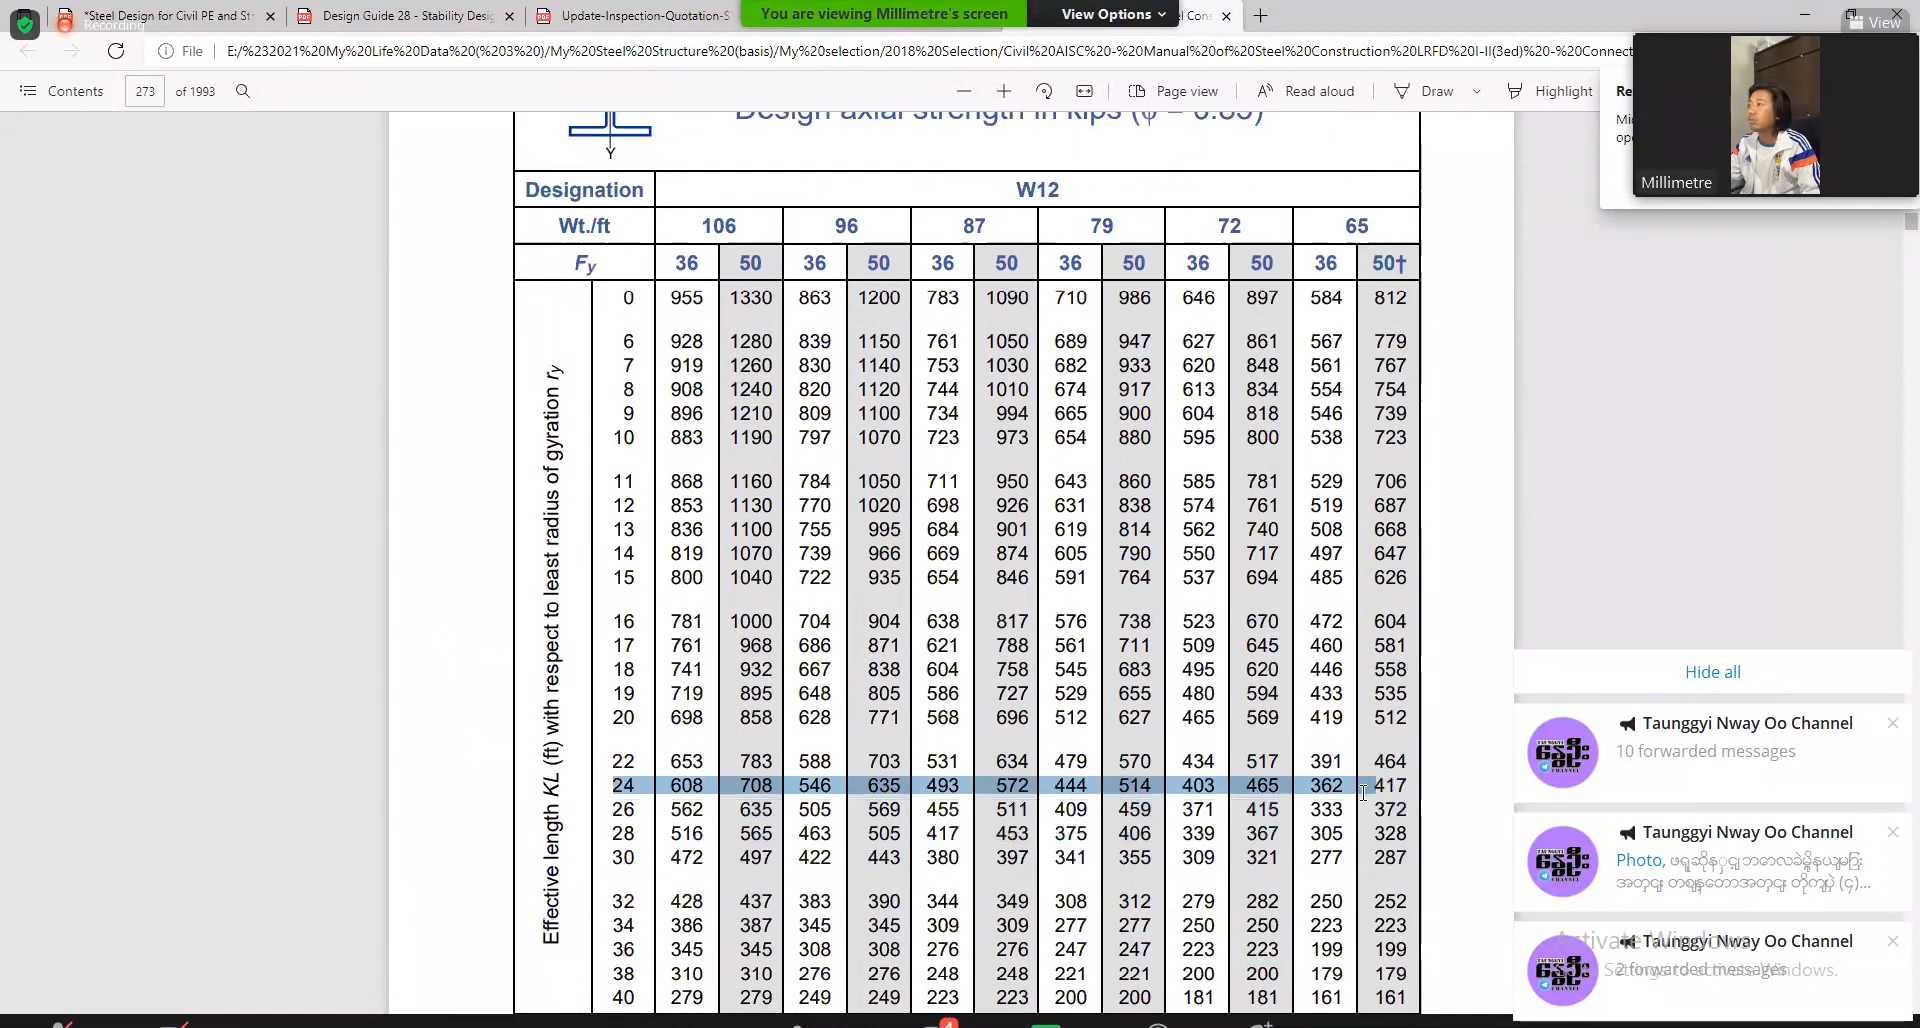 *Steel Design for Civil PE and St
Design Guide 28 - Stability Desi
Update-Inspection-Quotation-S
You are viewing Millimetre's screen
View Options
View
Recording
File
E:/%232021%20My%20Life%20Data%20(%203%20)/My%20Steel%20Structure%20(basis)/My%20selection/2018%20Selection/Civil%20AISC%20-%20Manual%20of%20Steel%20Construction%20LRFD%20I-II(3ed)%20-%20Connect
Contents
273
of 1993
Page view
Read aloud
Draw
Highlight
Millimetre
Design axial strength in kips (ϕ = 0.85)
Y
Designation W12
Wt./ft 106 96 87 79 72 65
Fy 36 50 36 50 36 50 36 50 36 50 36 50†
Effective length KL (ft) with respect to least radius of gyration ry
0 955 1330 863 1200 783 1090 710 986 646 897 584 812
6 928 1280 839 1150 761 1050 689 947 627 861 567 779
7 919 1260 830 1140 753 1030 682 933 620 848 561 767
8 908 1240 820 1120 744 1010 674 917 613 834 554 754
9 896 1210 809 1100 734 994 665 900 604 818 546 739
10 883 1190 797 1070 723 973 654 880 595 800 538 723
11 868 1160 784 1050 711 950 643 860 585 781 529 706
12 853 1130 770 1020 698 926 631 838 574 761 519 687
13 836 1100 755 995 684 901 619 814 562 740 508 668
14 819 1070 739 966 669 874 605 790 550 717 497 647
15 800 1040 722 935 654 846 591 764 537 694 485 626
16 781 1000 704 904 638 817 576 738 523 670 472 604
17 761 968 686 871 621 788 561 711 509 645 460 581
18 741 932 667 838 604 758 545 683 495 620 446 558
19 719 895 648 805 586 727 529 655 480 594 433 535
20 698 858 628 771 568 696 512 627 465 569 419 512
22 653 783 588 703 531 634 479 570 434 517 391 464
24 608 708 546 635 493 572 444 514 403 465 362 417
26 562 635 505 569 455 511 409 459 371 415 333 372
28 516 565 463 505 417 453 375 406 339 367 305 328
30 472 497 422 443 380 397 341 355 309 321 277 287
32 428 437 383 390 344 349 308 312 279 282 250 252
34 386 387 345 345 309 309 277 277 250 250 223 223
36 345 345 308 308 276 276 247 247 223 223 199 199
38 310 310 276 276 248 248 221 221 200 200 179 179
40 279 279 249 249 223 223 200 200 181 181 161 161
Hide all
Taunggyi Nway Oo Channel
10 forwarded messages
Taunggyi Nway Oo Channel
Photo,
Taunggyi Nway Oo Channel
2 forwarded messages
Activate Windows
Settings to activate Windows.
4